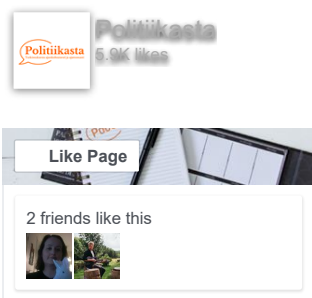 Politiikasta
Politiikasta
5.9K likes
Like Page
2 friends like this